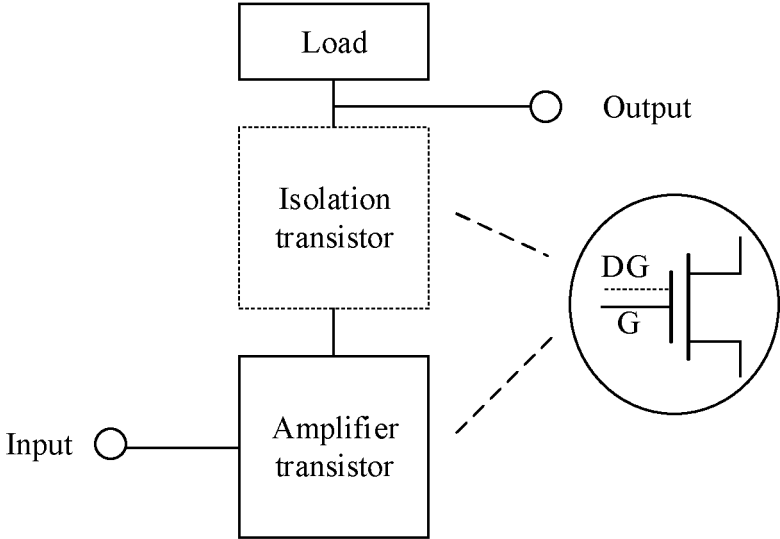 Load
Output
Isolation
transistor
DG
G
Input
Amplifier
transistor